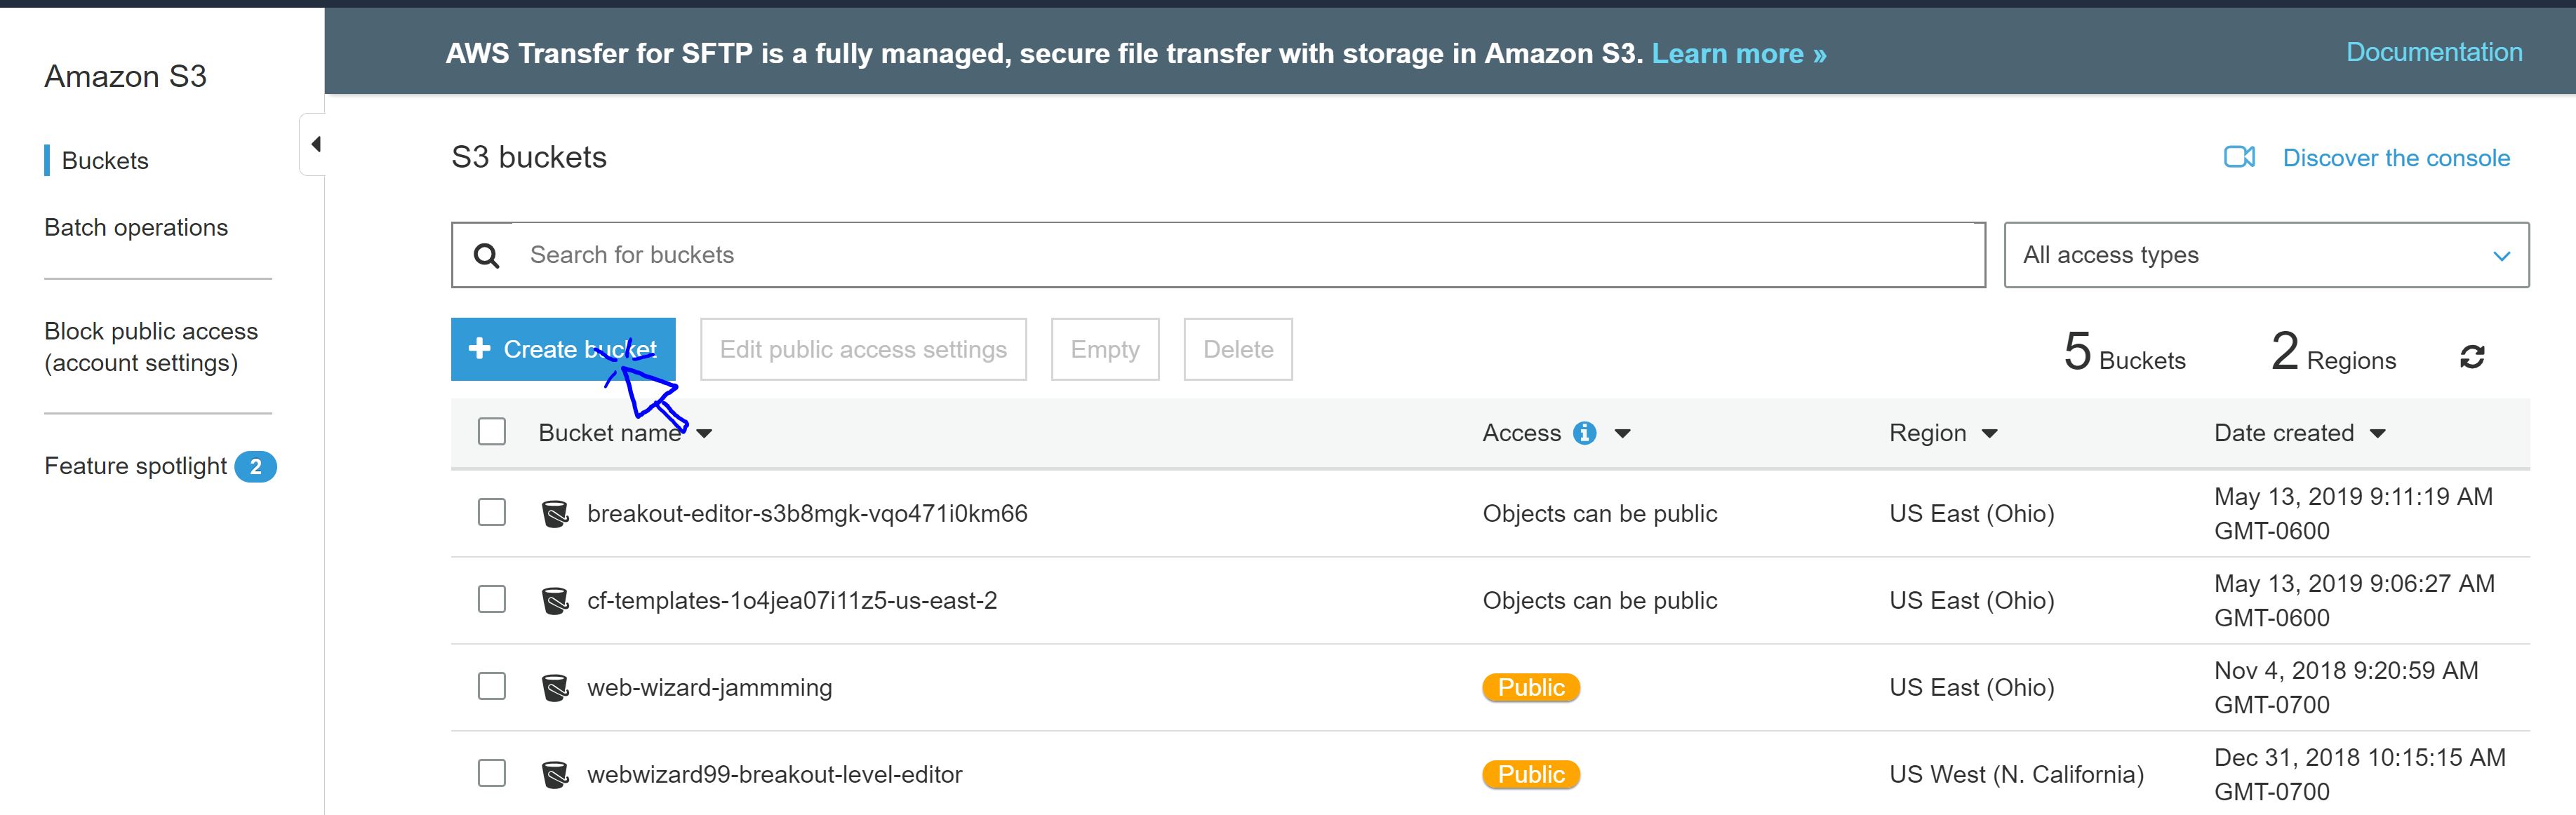 AWS Transfer for SFTP is a fully managed, secure file transfer with storage in Amazon S3. Learn more »
Documentation
Amazon S3
Buckets
Batch operations
Block public access
(account settings)
Feature spotlight 2
S3 buckets
Discover the console
Search for buckets
All access types
Create bucket
Edit public access settings
Empty
Delete
5 Buckets
2 Regions
Bucket name
Access
Region
Date created
breakout-editor-s3b8mgk-vqo471i0km66
Objects can be public
US East (Ohio)
May 13, 2019 9:11:19 AM
GMT-0600
cf-templates-1o4jea07i11z5-us-east-2
Objects can be public
US East (Ohio)
May 13, 2019 9:06:27 AM
GMT-0600
web-wizard-jammming
Public
US East (Ohio)
Nov 4, 2018 9:20:59 AM
GMT-0700
webwizard99-breakout-level-editor
Public
US West (N. California)
Dec 31, 2018 10:15:15 AM
GMT-0700